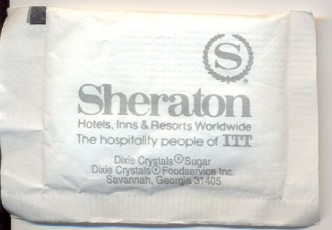 S
Sheraton
Hotels, Inns & Resorts Worldwide
The hospitality people of ITT
Dixie Crystals® Sugar
Dixie Crystals® Foodservice Inc.
Savannah, Georgia 31405